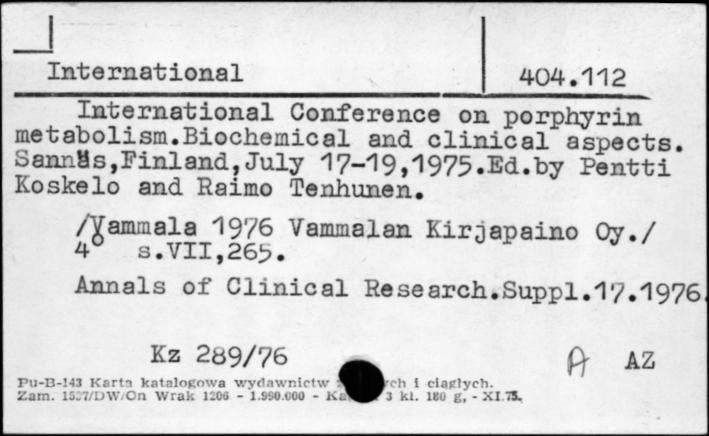 International 404.112
International Conference on porphyrin
metabolism.Biochemical and clinical aspects.
Sannäs,Finland,July 17-19,1975.Ed.by Pentti
Koskelo and Raimo Tenhunen.
/Vammala 1976 Vammalan Kirjapaino Oy./
4° s.VII,265.
Annals of Clinical Research.Suppl.17.1976.
Kz 289/76 A AZ
Pu-B-143 Karta katalogowa wydawnictw ych i ciągłych.
Zam. 1537/DW/On Wrak 1206 - 1.990.000 - 3 kl. 180 g, - XI.75.